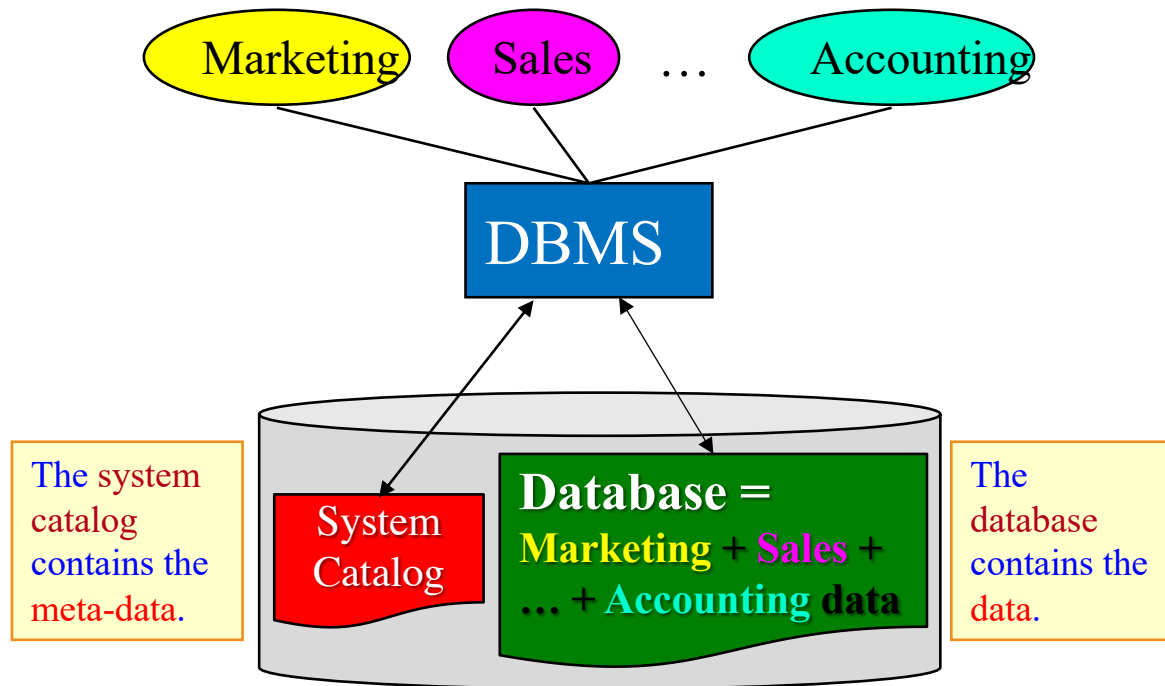 Marketing
Sales
…
Accounting
DBMS
The system
catalog
contains the
meta-data.
System
Catalog
Database =
Marketing + Sales +
… + Accounting data
The
database
contains the
data.